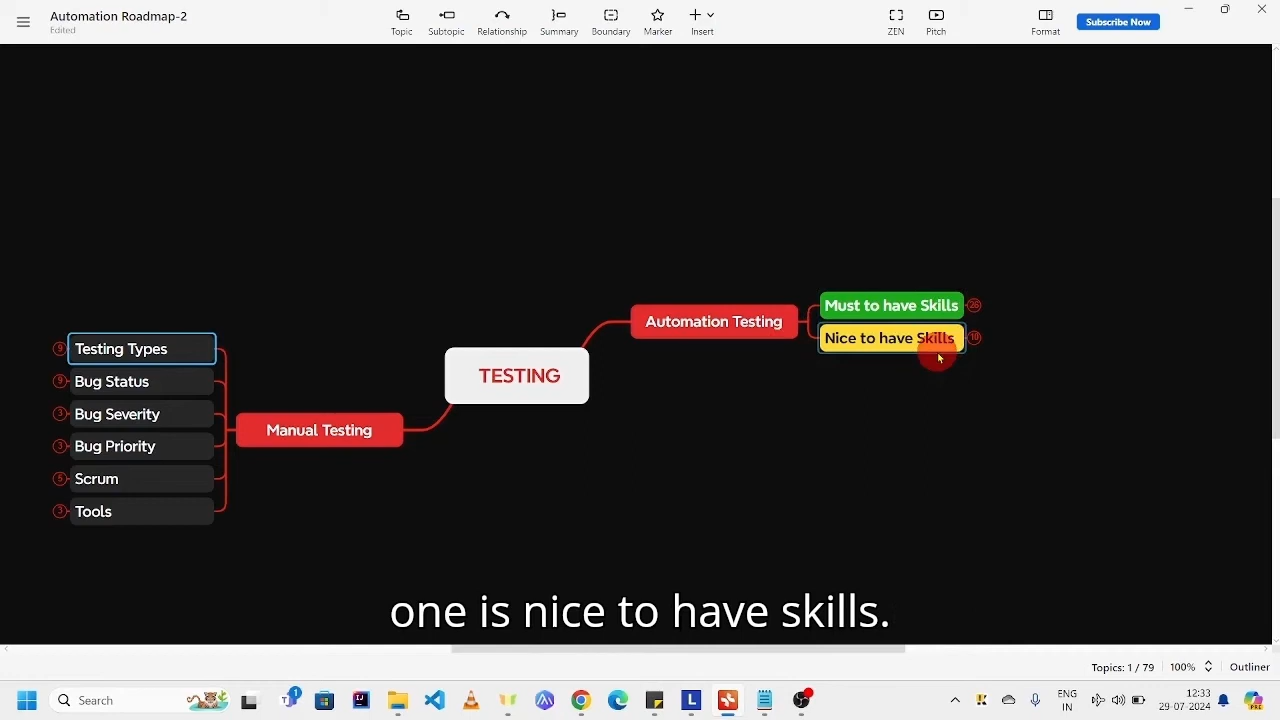 Automation Roadmap-2
Edited
Topic
Subtopic
Relationship
Summary
Boundary
Marker
Insert
ZEN
Pitch
Format
Subscribe Now
Must to have Skills
26
Automation Testing
Nice to have Skills
10
TESTING
9
Testing Types
9
Bug Status
3
Bug Severity
Manual Testing
3
Bug Priority
5
Scrum
3
Tools
one is nice to have skills.
Topics: 1 / 79
100%
Outliner
Search
1
ENG
IN
12:33
29-07-2024